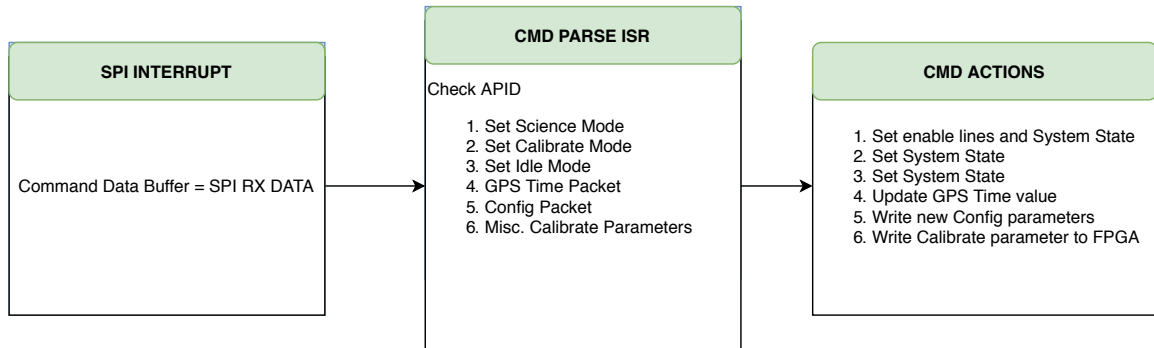 SPI INTERRUPT
Command Data Buffer = SPI RX DATA
CMD PARSE ISR
Check APID
1. Set Science Mode
2. Set Calibrate Mode
3. Set Idle Mode
4. GPS Time Packet
5. Config Packet
6. Misc. Calibrate Parameters
CMD ACTIONS
1. Set enable lines and System State
2. Set System State
3. Set System State
4. Update GPS Time value
5. Write new Config parameters
6. Write Calibrate parameter to FPGA